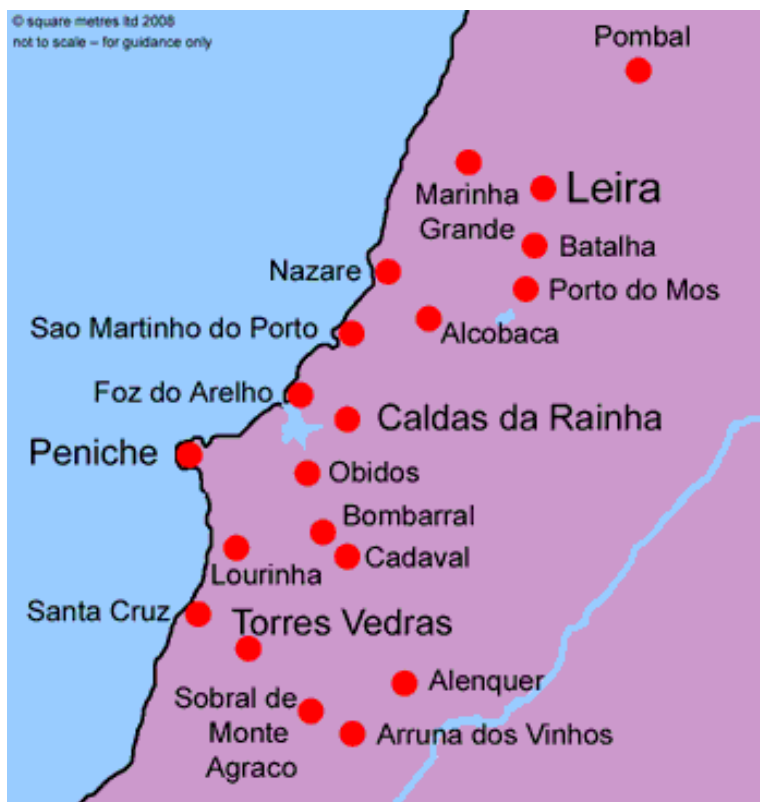 © square metres ltd 2008
not to scale – for guidance only
Pombal
Leira
Marinha
Grande
Batalha
Nazare
Porto do Mos
Sao Martinho do Porto
Alcobaca
Foz do Arelho
Caldas da Rainha
Peniche
Obidos
Bombarral
Cadaval
Lourinha
Santa Cruz
Torres Vedras
Alenquer
Sobral de
Monte
Agraco
Arruna dos Vinhos